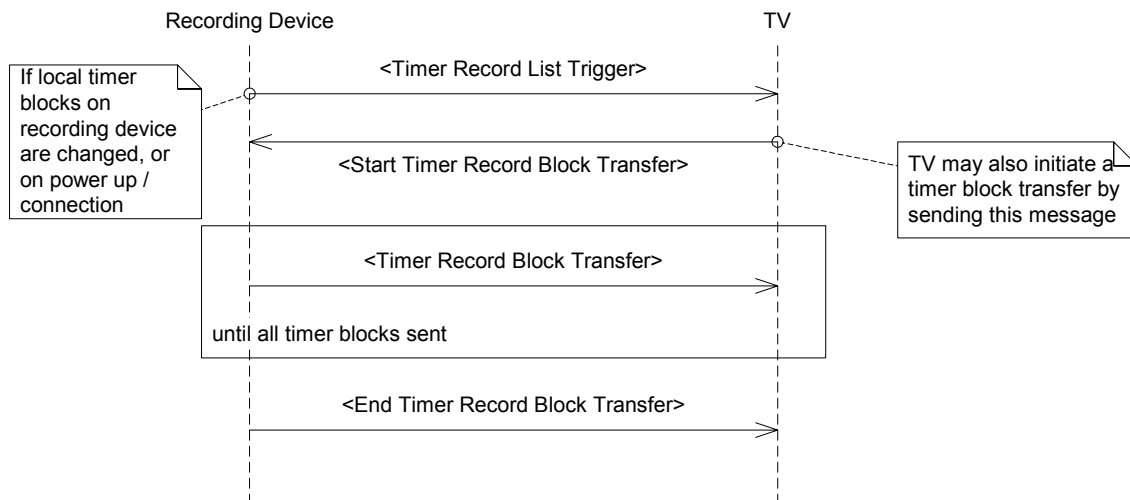 Recording Device
TV
<Timer Record List Trigger>
If local timer
blocks on
recording device
are changed, or
on power up /
connection
<Start Timer Record Block Transfer>
TV may also initiate a
timer block transfer by
sending this message
<Timer Record Block Transfer>
until all timer blocks sent
<End Timer Record Block Transfer>